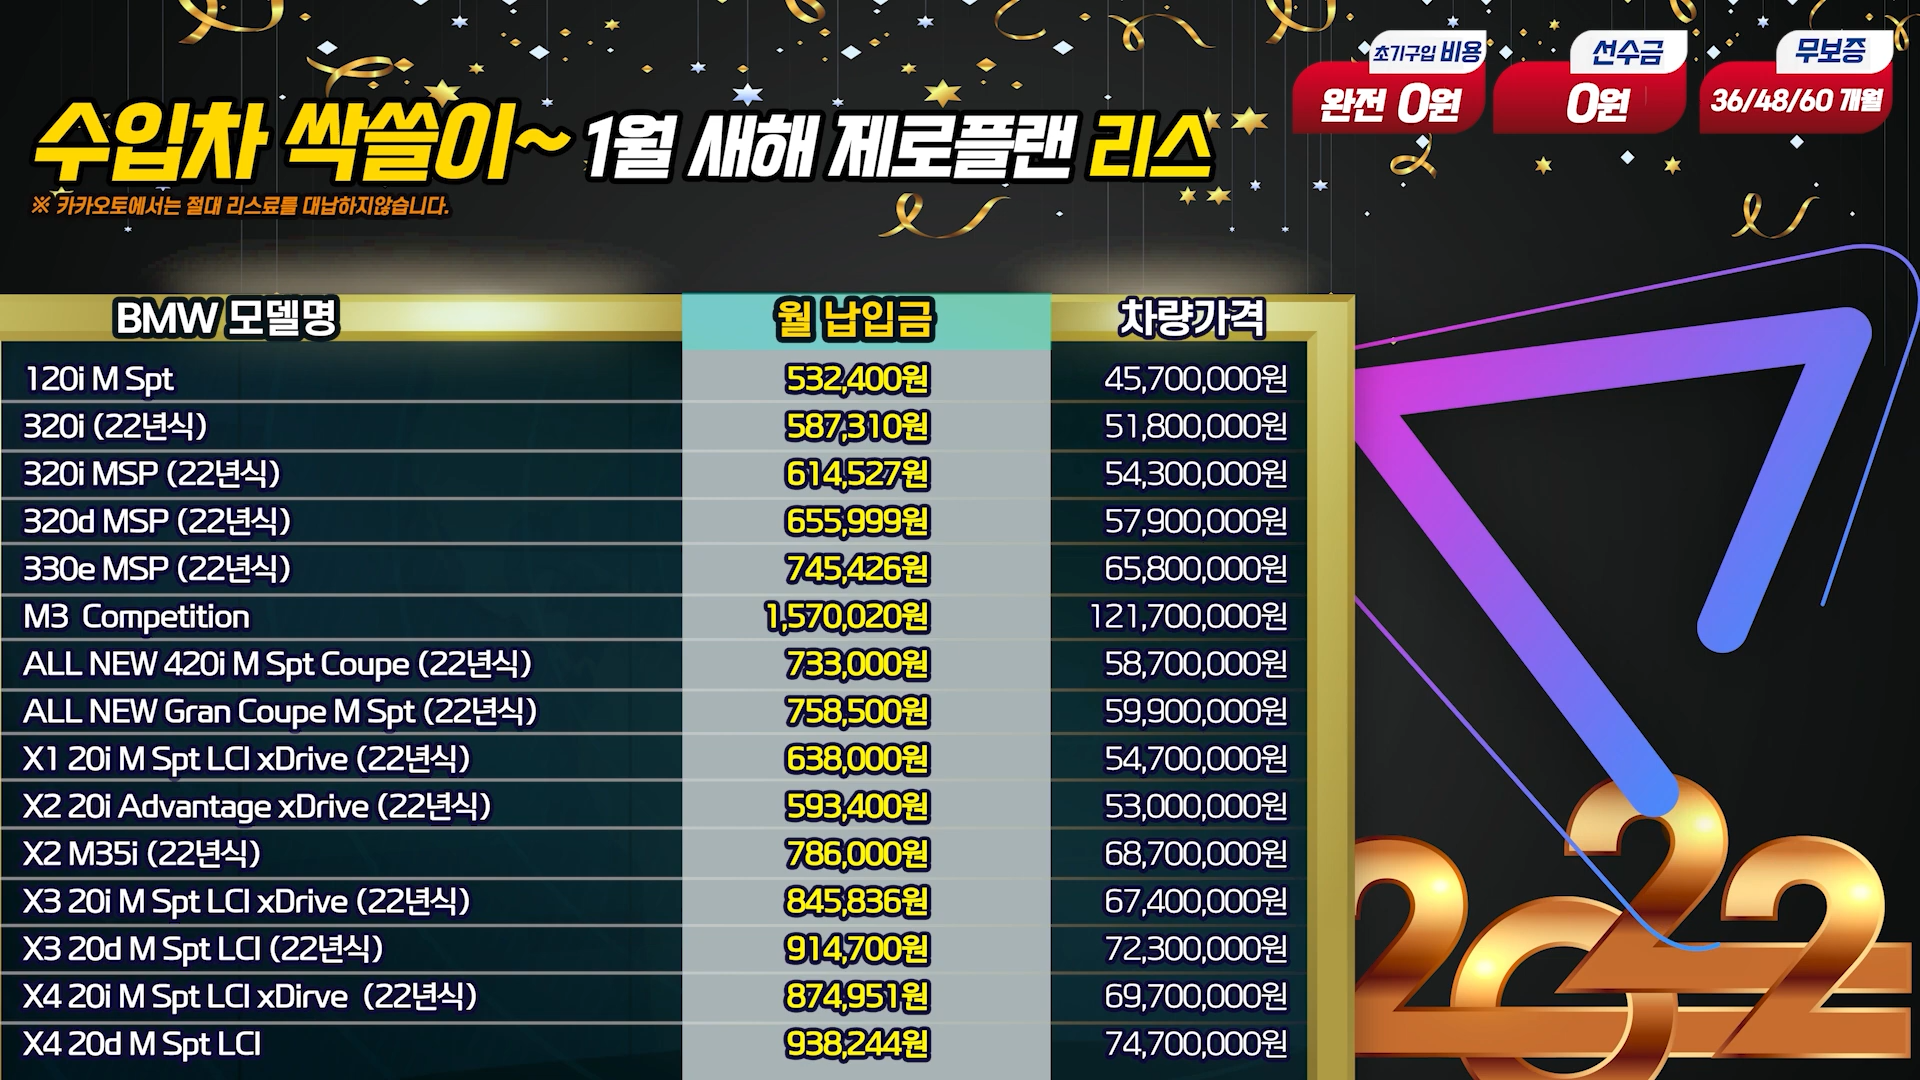 초기구입 비용
완전 0원
선수금
0원
무보증
36/48/60 개월
수입차 싹쓸이~ 1월 새해 제로플랜 리스
※ 카카오토에서는 절대 리스료를 대납하지않습니다.
BMW 모델명 월 납입금 차량가격
120i M Spt 532,400원 45,700,000원
320i (22년식) 587,310원 51,800,000원
320i MSP (22년식) 614,527원 54,300,000원
320d MSP (22년식) 655,999원 57,900,000원
330e MSP (22년식) 745,426원 65,800,000원
M3 Competition 1,570,020원 121,700,000원
ALL NEW 420i M Spt Coupe (22년식) 733,000원 58,700,000원
ALL NEW Gran Coupe M Spt (22년식) 758,500원 59,900,000원
X1 20i M Spt LCI xDrive (22년식) 638,000원 54,700,000원
X2 20i Advantage xDrive (22년식) 593,400원 53,000,000원
X2 M35i (22년식) 786,000원 68,700,000원
X3 20i M Spt LCI xDrive (22년식) 845,836원 67,400,000원
X3 20d M Spt LCI (22년식) 914,700원 72,300,000원
X4 20i M Spt LCI xDirve (22년식) 874,951원 69,700,000원
X4 20d M Spt LCI 938,244원 74,700,000원
2022